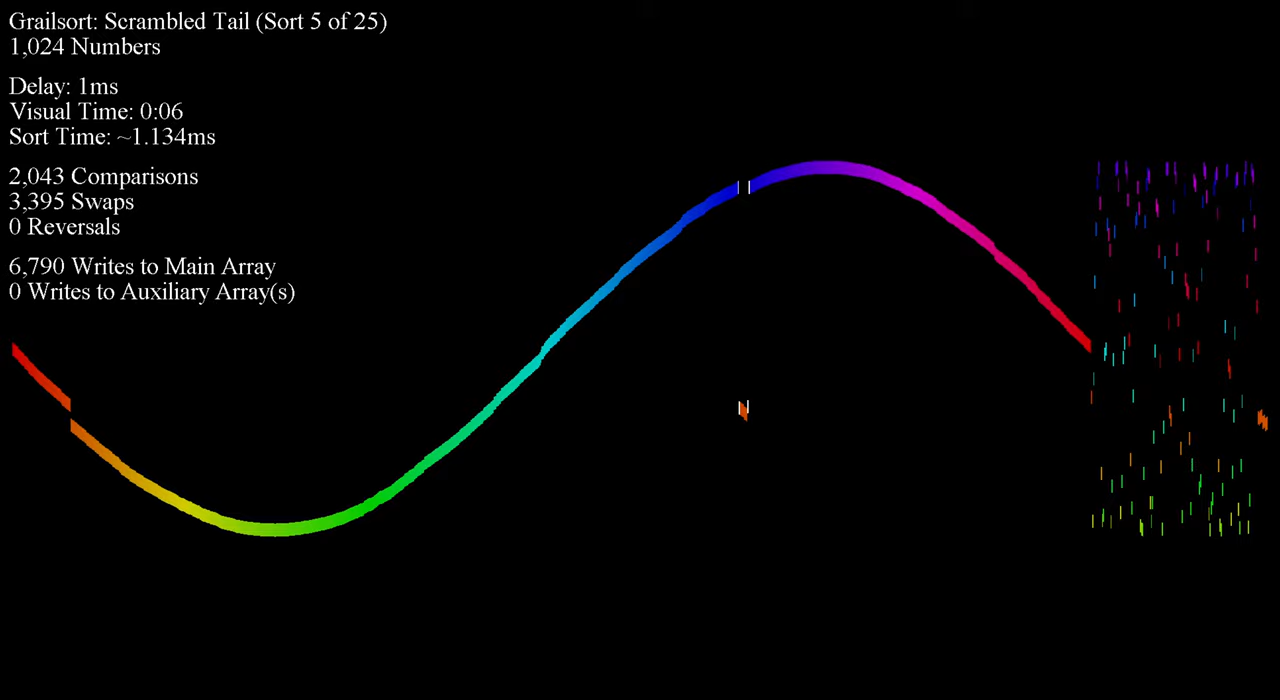 Grailsort: Scrambled Tail (Sort 5 of 25)
1,024 Numbers
Delay: 1ms
Visual Time: 0:06
Sort Time: ~1.134ms
2,043 Comparisons
3,395 Swaps
0 Reversals
6,790 Writes to Main Array
0 Writes to Auxiliary Array(s)